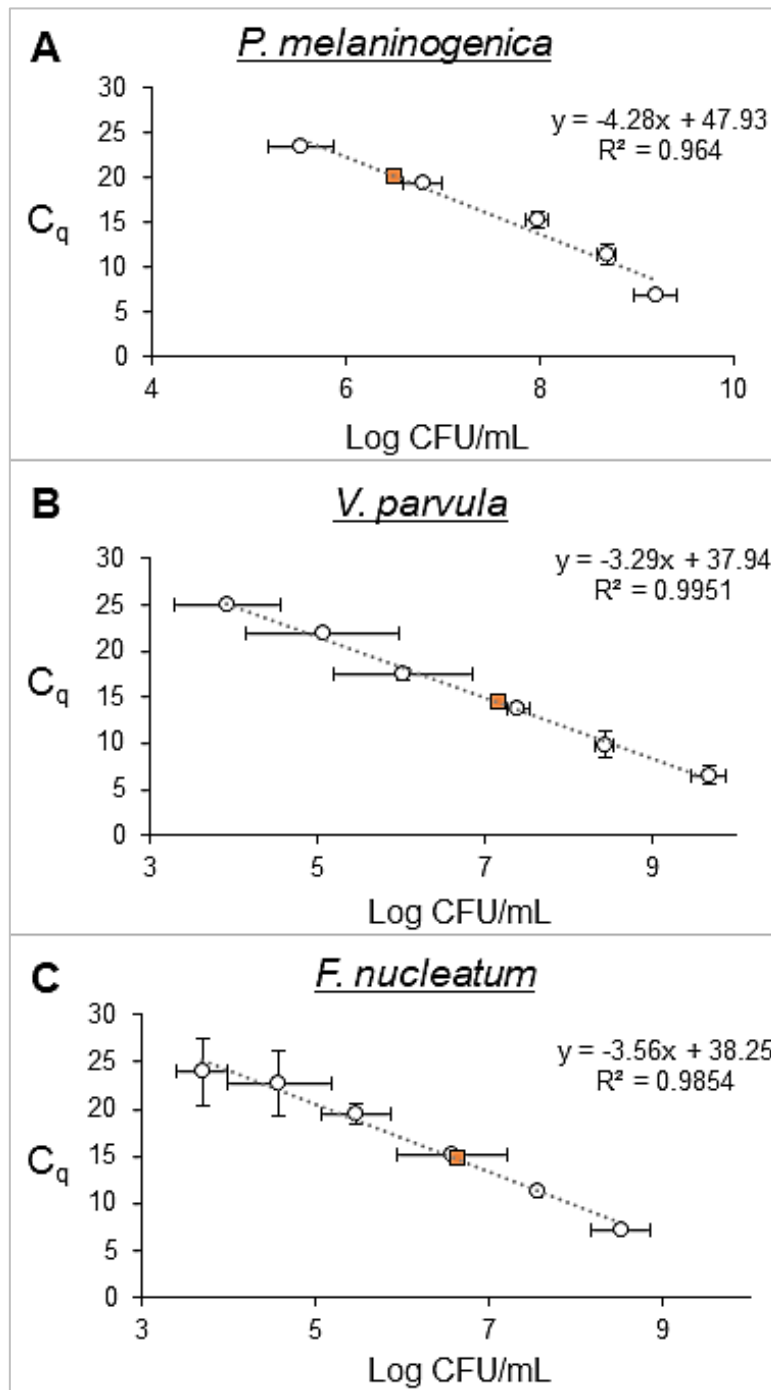 A
P. melaninogenica
y = -4.28x + 47.93
R² = 0.964
30
25
20
15
10
5
0
Cq
4 6 8 10
Log CFU/mL
B
V. parvula
y = -3.29x + 37.94
R² = 0.9951
30
25
20
15
10
5
0
Cq
3 5 7 9
Log CFU/mL
C
F. nucleatum
y = -3.56x + 38.25
R² = 0.9854
30
25
20
15
10
5
0
Cq
3 5 7 9
Log CFU/mL